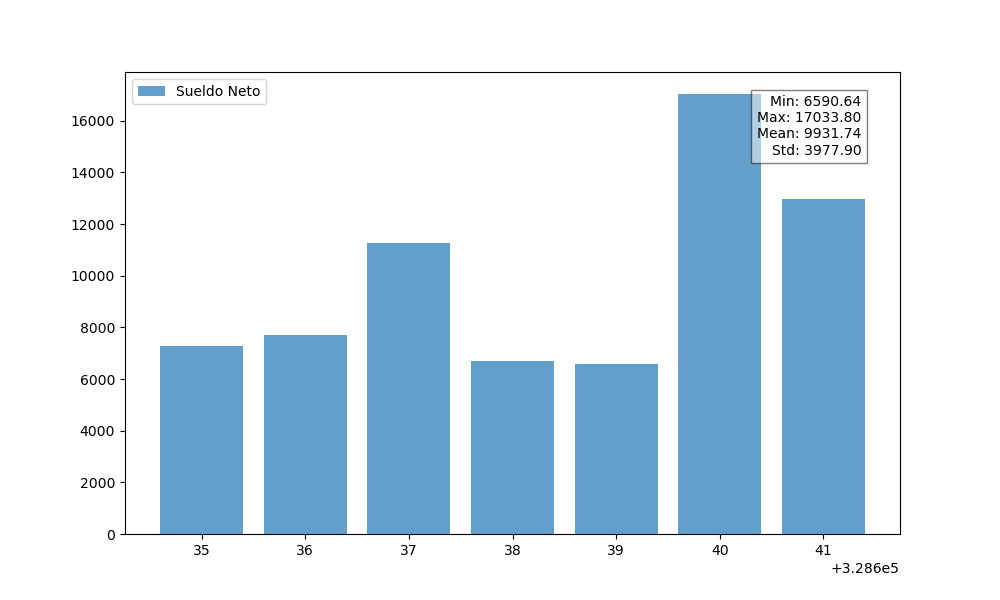 Sueldo Neto
Min: 6590.64
Max: 17033.80
Mean: 9931.74
Std: 3977.90
16000
14000
12000
10000
8000
6000
4000
2000
0
35 36 37 38 39 40 41
+3.286e5